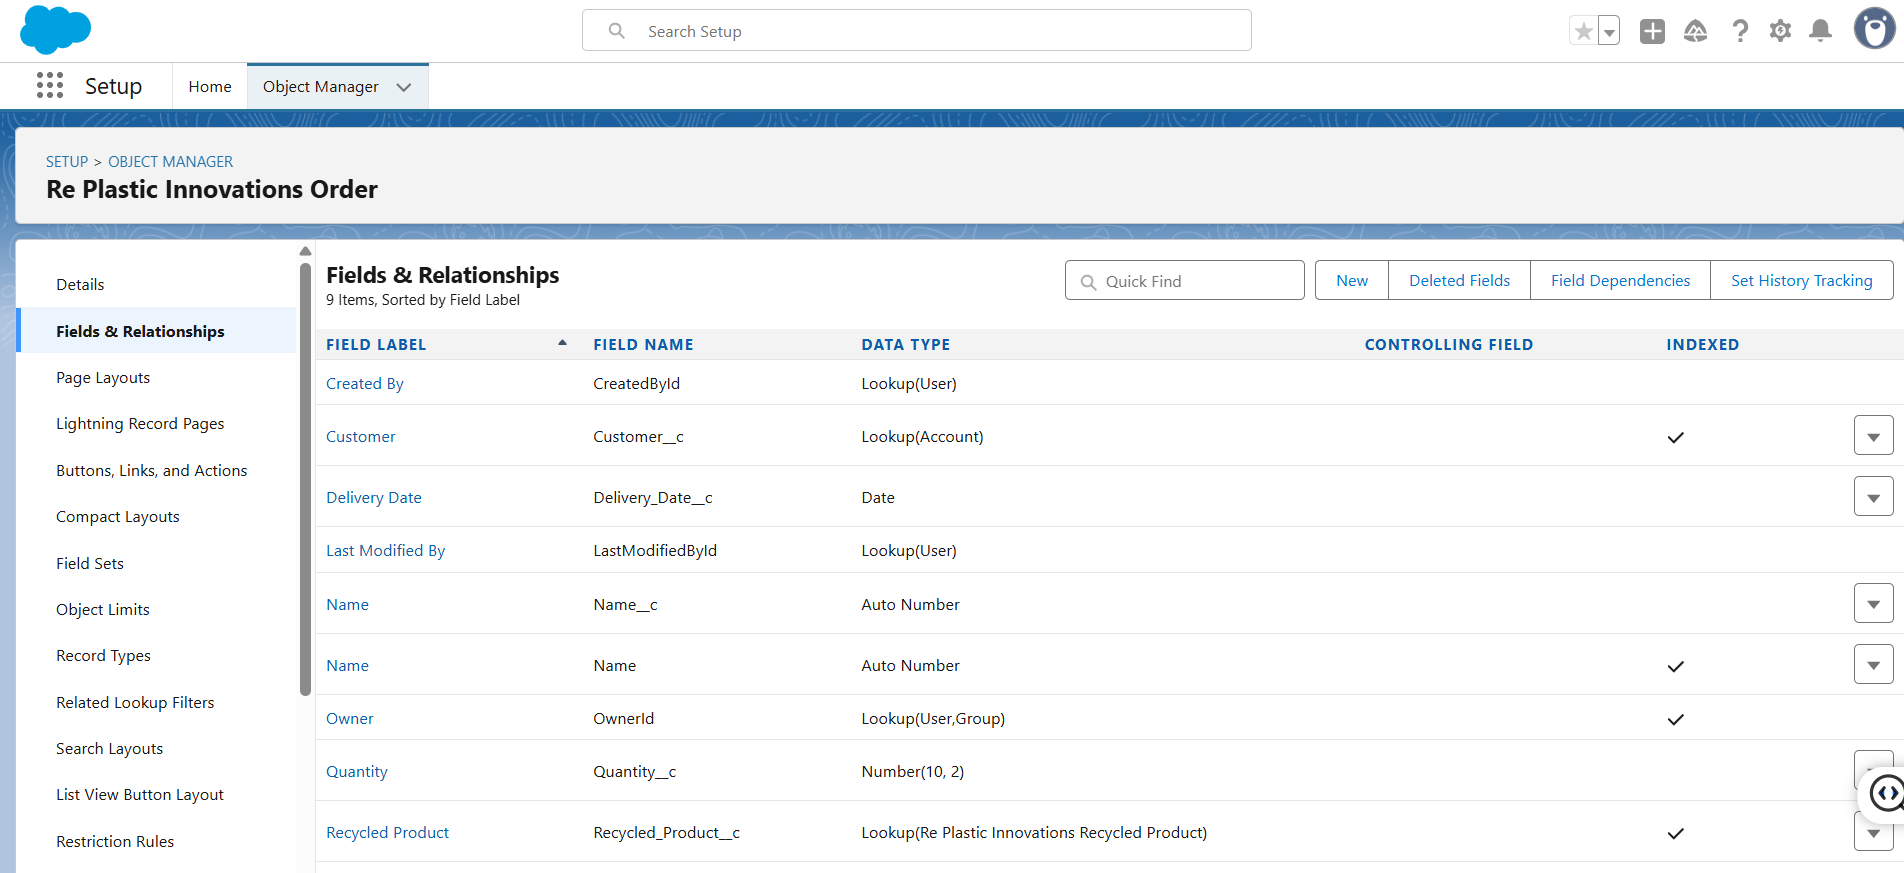 Search Setup
Setup
Home
Object Manager
SETUP > OBJECT MANAGER
Re Plastic Innovations Order
Details
Fields & Relationships
Page Layouts
Lightning Record Pages
Buttons, Links, and Actions
Compact Layouts
Field Sets
Object Limits
Record Types
Related Lookup Filters
Search Layouts
List View Button Layout
Restriction Rules
Fields & Relationships
9 Items, Sorted by Field Label
Quick Find
New
Deleted Fields
Field Dependencies
Set History Tracking
FIELD LABEL FIELD NAME DATA TYPE CONTROLLING FIELD INDEXED
Created By CreatedById Lookup(User)
Customer Customer__c Lookup(Account)
Delivery Date Delivery_Date__c Date
Last Modified By LastModifiedById Lookup(User)
Name Name__c Auto Number
Name Name Auto Number
Owner OwnerId Lookup(User,Group)
Quantity Quantity__c Number(10, 2)
Recycled Product Recycled_Product__c Lookup(Re Plastic Innovations Recycled Product)